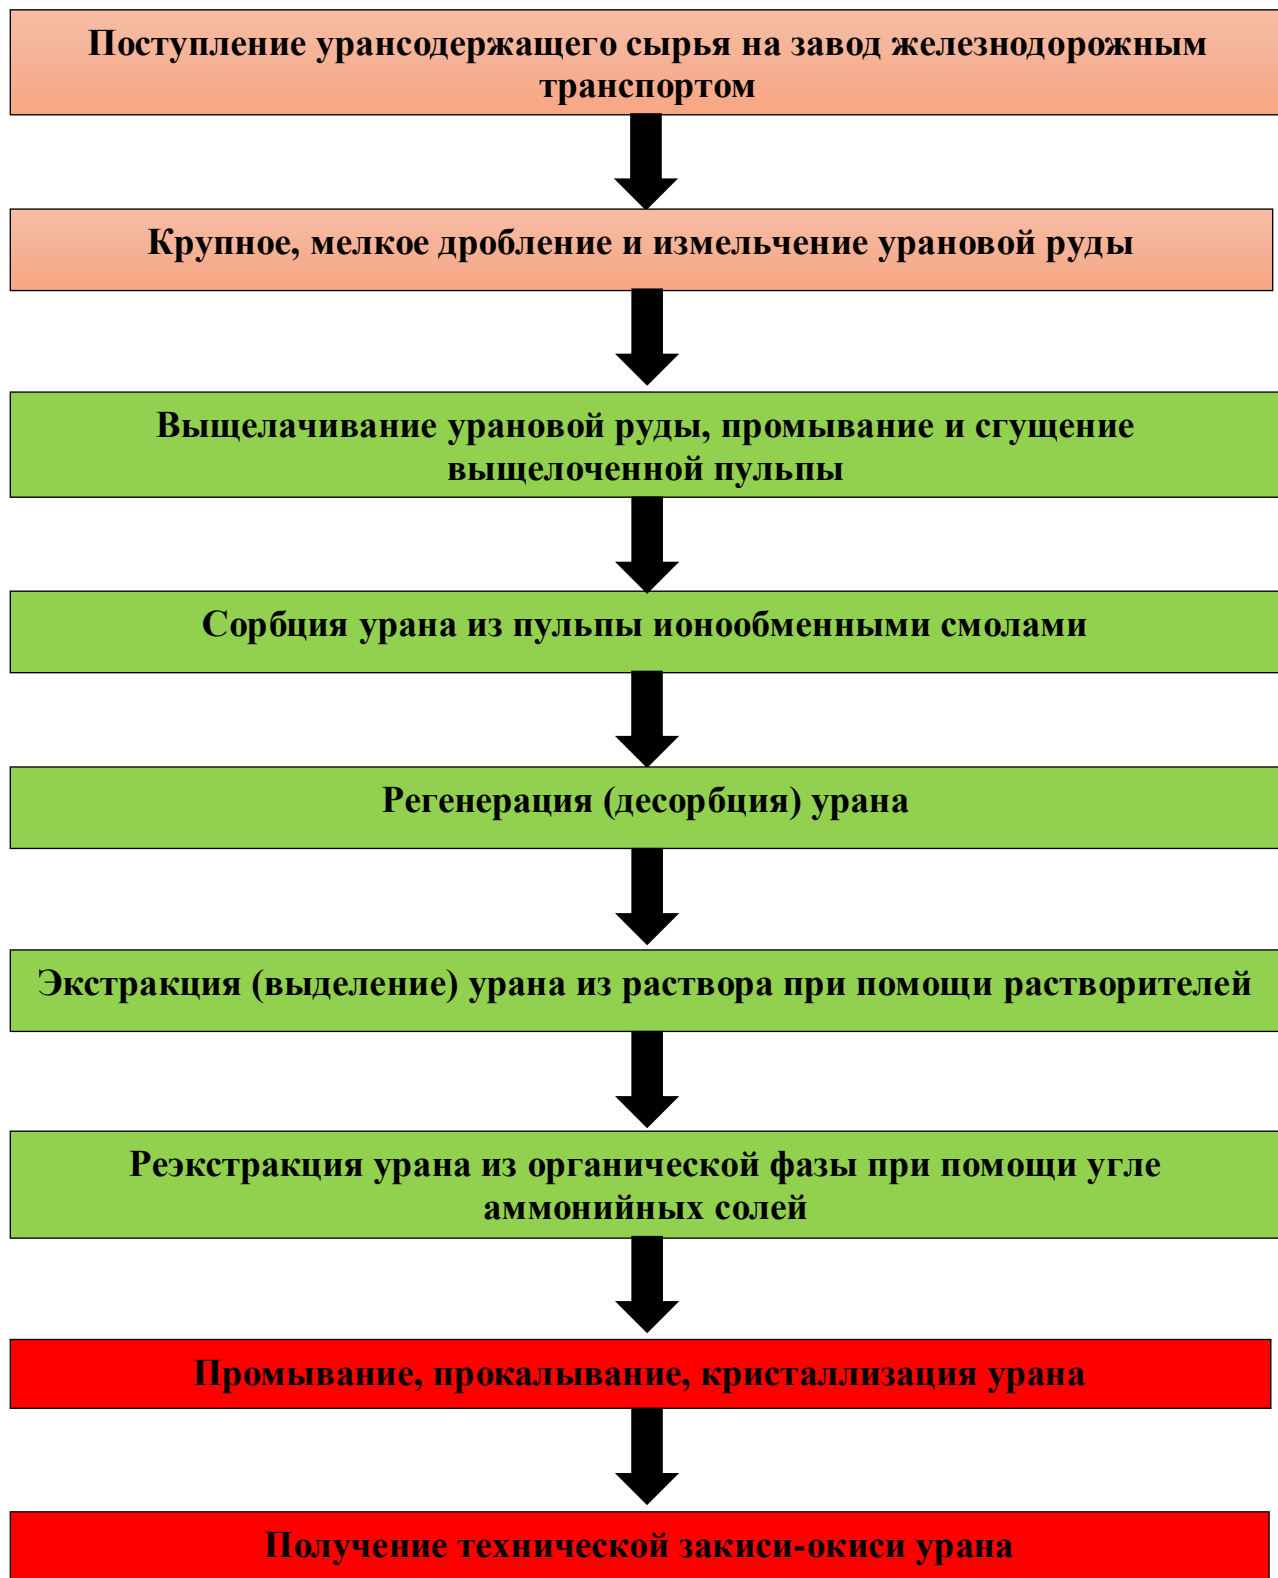 Поступление урансодержащего сырья на завод железнодорожным
транспортом
Крупное, мелкое дробление и измельчение урановой руды
Выщелачивание урановой руды, промывание и сгущение
выщелоченной пульпы
Сорбция урана из пульпы ионообменными смолами
Регенерация (десорбция) урана
Экстракция (выделение) урана из раствора при помощи растворителей
Реэкстракция урана из органической фазы при помощи угле
аммонийных солей
Промывание, прокалывание, кристаллизация урана
Получение технической закиси-окиси урана